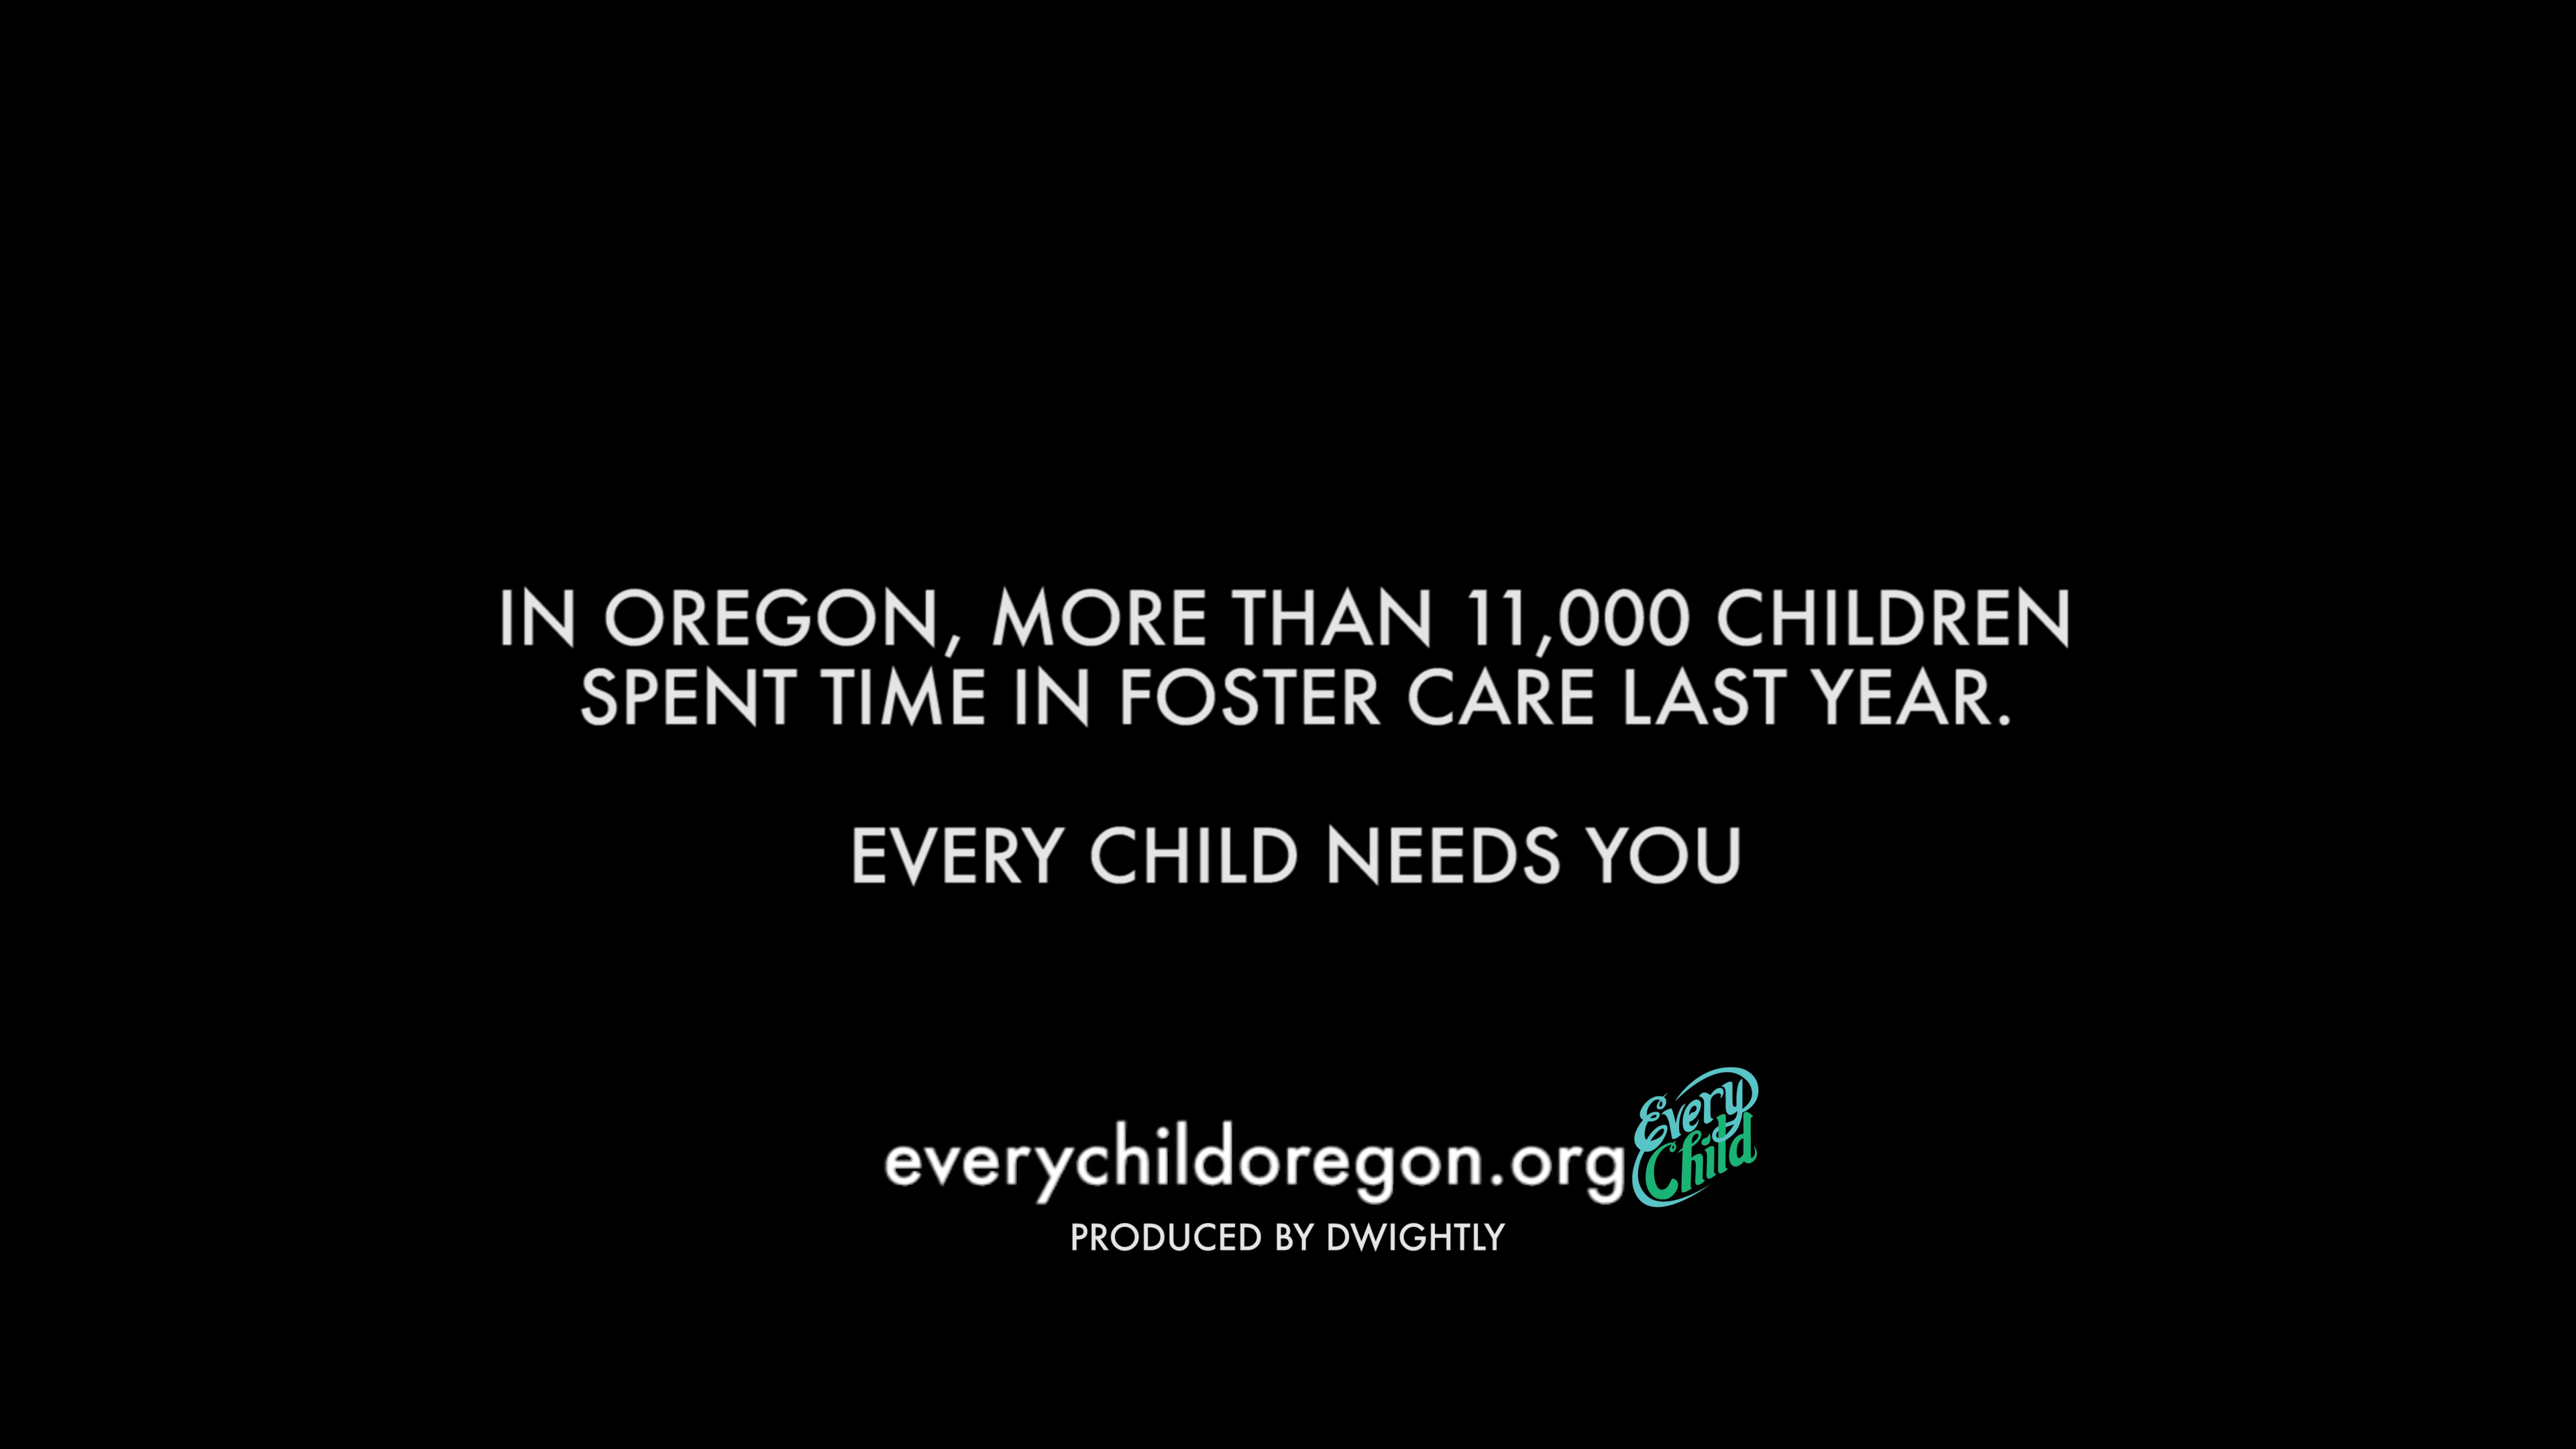 IN OREGON, MORE THAN 11,000 CHILDREN
SPENT TIME IN FOSTER CARE LAST YEAR.
EVERY CHILD NEEDS YOU
everychildoregon.org
Every
Child
PRODUCED BY DWIGHTLY